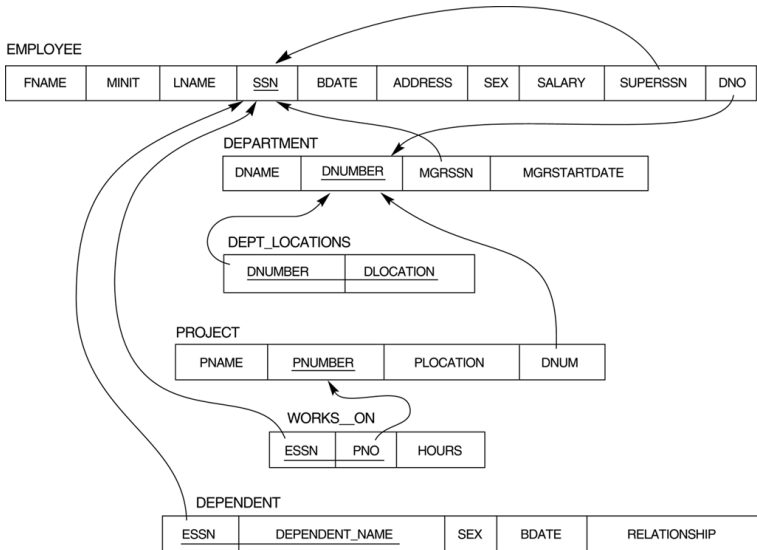 EMPLOYEE
FNAME MINIT LNAME SSN BDATE ADDRESS SEX SALARY SUPERSSN DNO
DEPARTMENT
DNAME DNUMBER MGRSSN MGRSTARTDATE
DEPT_LOCATIONS
DNUMBER DLOCATION
PROJECT
PNAME PNUMBER PLOCATION DNUM
WORKS__ON
ESSN PNO HOURS
DEPENDENT
ESSN DEPENDENT_NAME SEX BDATE RELATIONSHIP